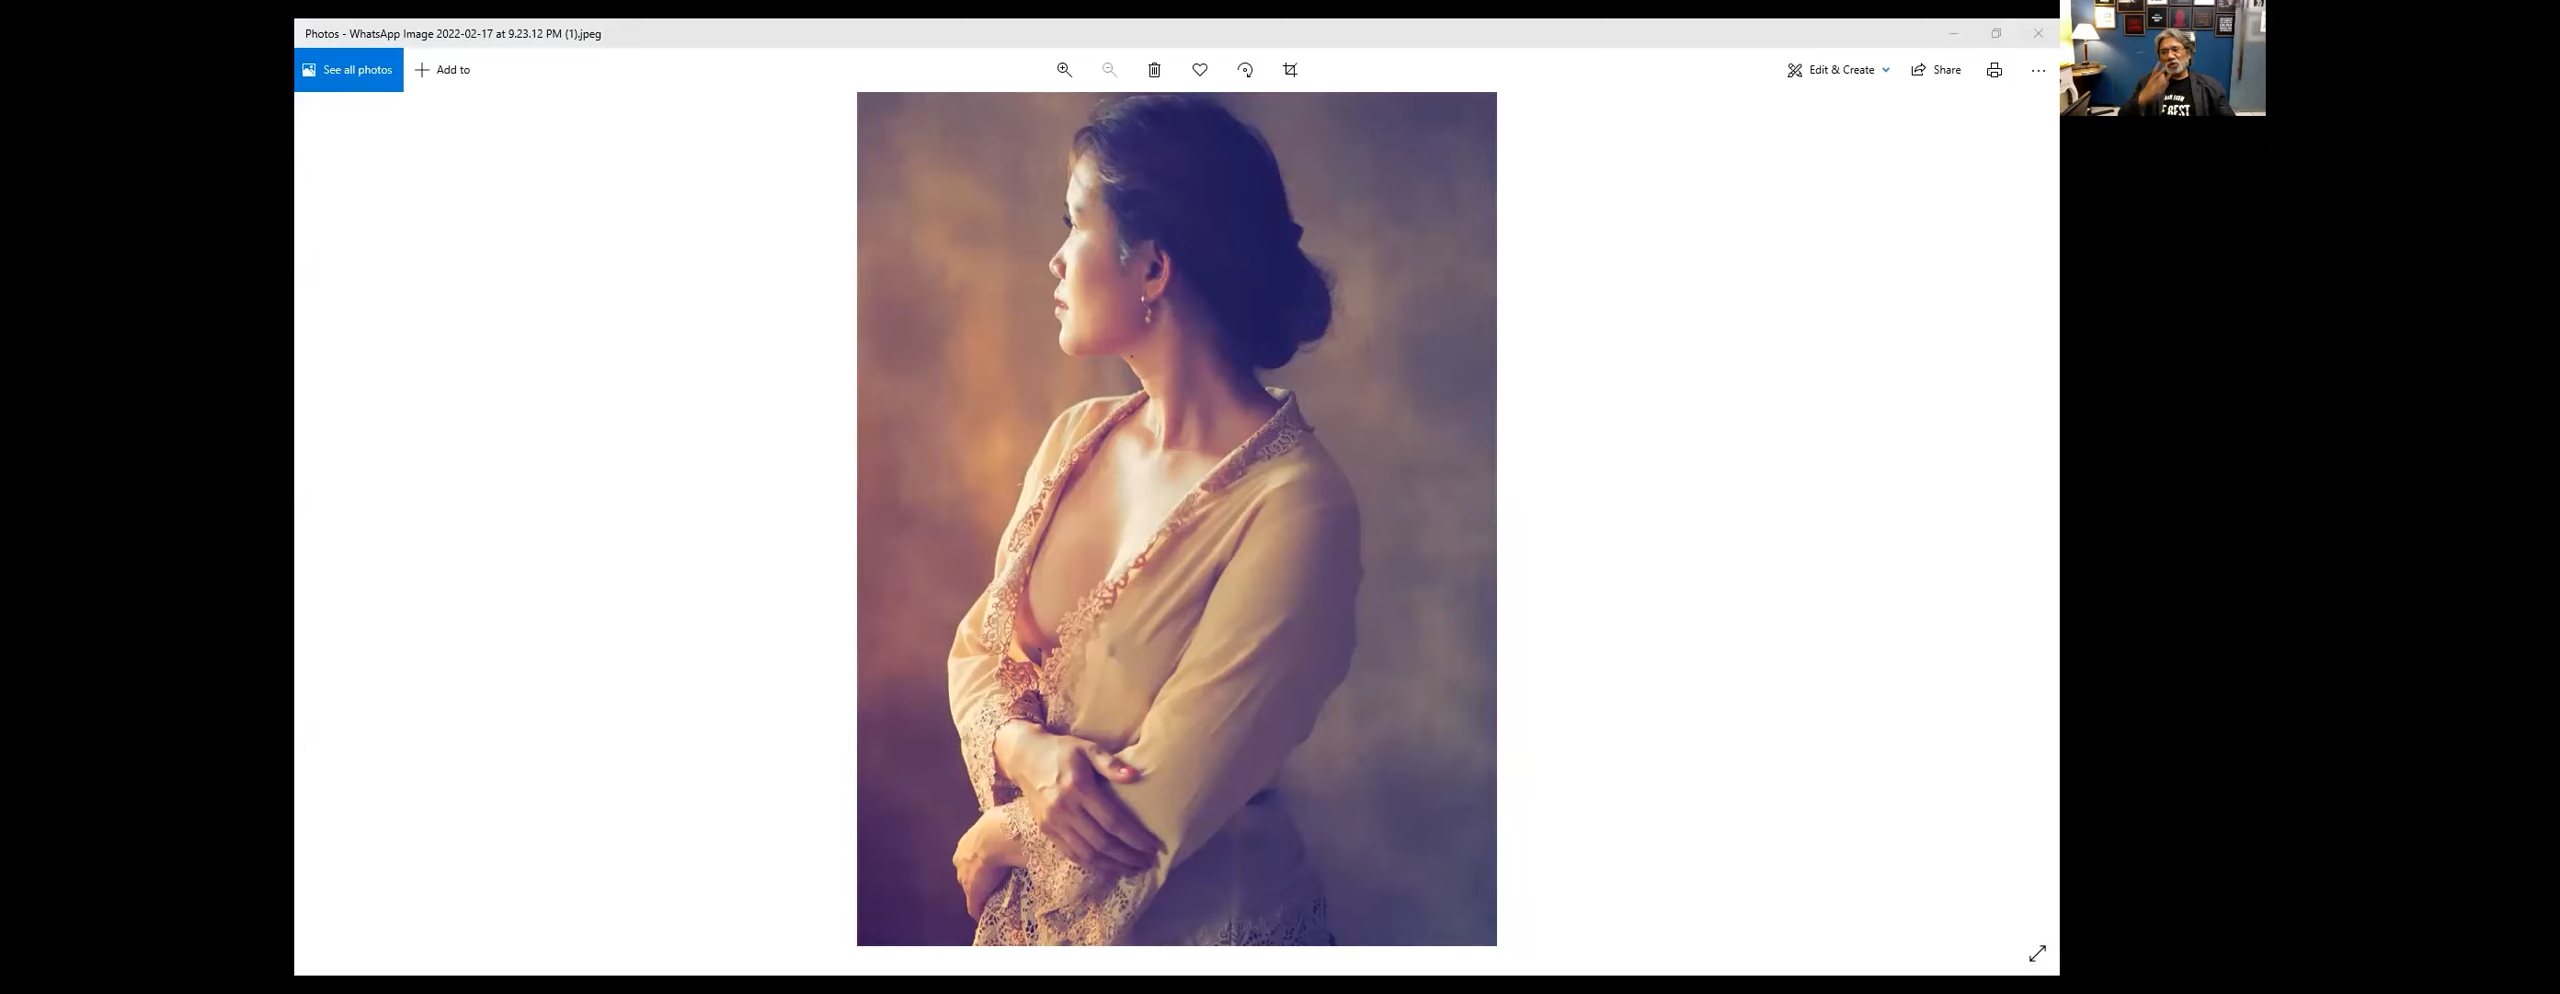 Photos - WhatsApp Image 2022-02-17 at 9.23.12 PM (1).jpeg
See all photos
Add to
Edit & Create
Share